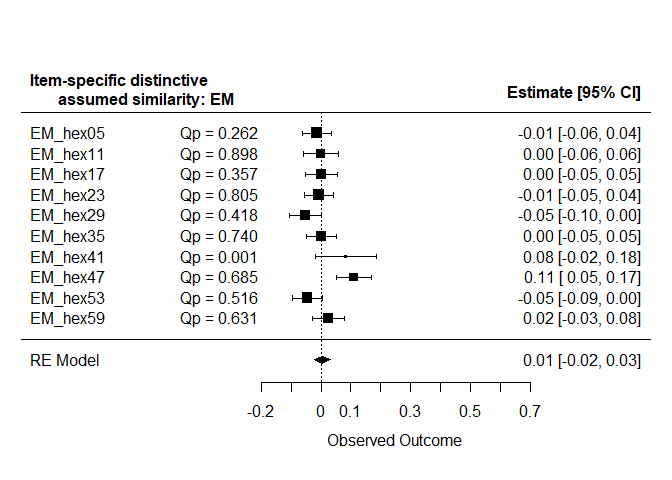 Item-specific distinctive
assumed similarity: EM
Estimate [95% CI]
EM_hex05 Qp = 0.262 -0.01 [-0.06, 0.04]
EM_hex11 Qp = 0.898 0.00 [-0.06, 0.06]
EM_hex17 Qp = 0.357 0.00 [-0.05, 0.05]
EM_hex23 Qp = 0.805 -0.01 [-0.05, 0.04]
EM_hex29 Qp = 0.418 -0.05 [-0.10, 0.00]
EM_hex35 Qp = 0.740 0.00 [-0.05, 0.05]
EM_hex41 Qp = 0.001 0.08 [-0.02, 0.18]
EM_hex47 Qp = 0.685 0.11 [ 0.05, 0.17]
EM_hex53 Qp = 0.516 -0.05 [-0.09, 0.00]
EM_hex59 Qp = 0.631 0.02 [-0.03, 0.08]
RE Model 0.01 [-0.02, 0.03]
-0.2 0 0.1 0.3 0.5 0.7
Observed Outcome